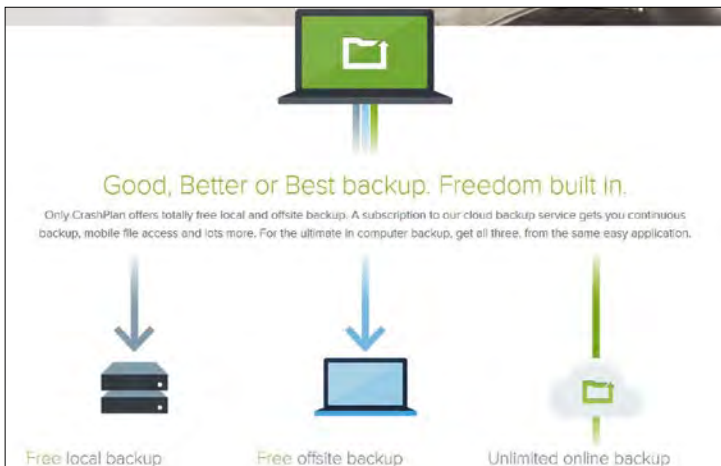 Good, Better or Best backup. Freedom built in.
Only CrashPlan offers totally free local and offsite backup. A subscription to our cloud backup service gets you continuous
backup, mobile file access and lots more. For the ultimate in computer backup, get all three, from the same easy application.
Free local backup
Free offsite backup
Unlimited online backup